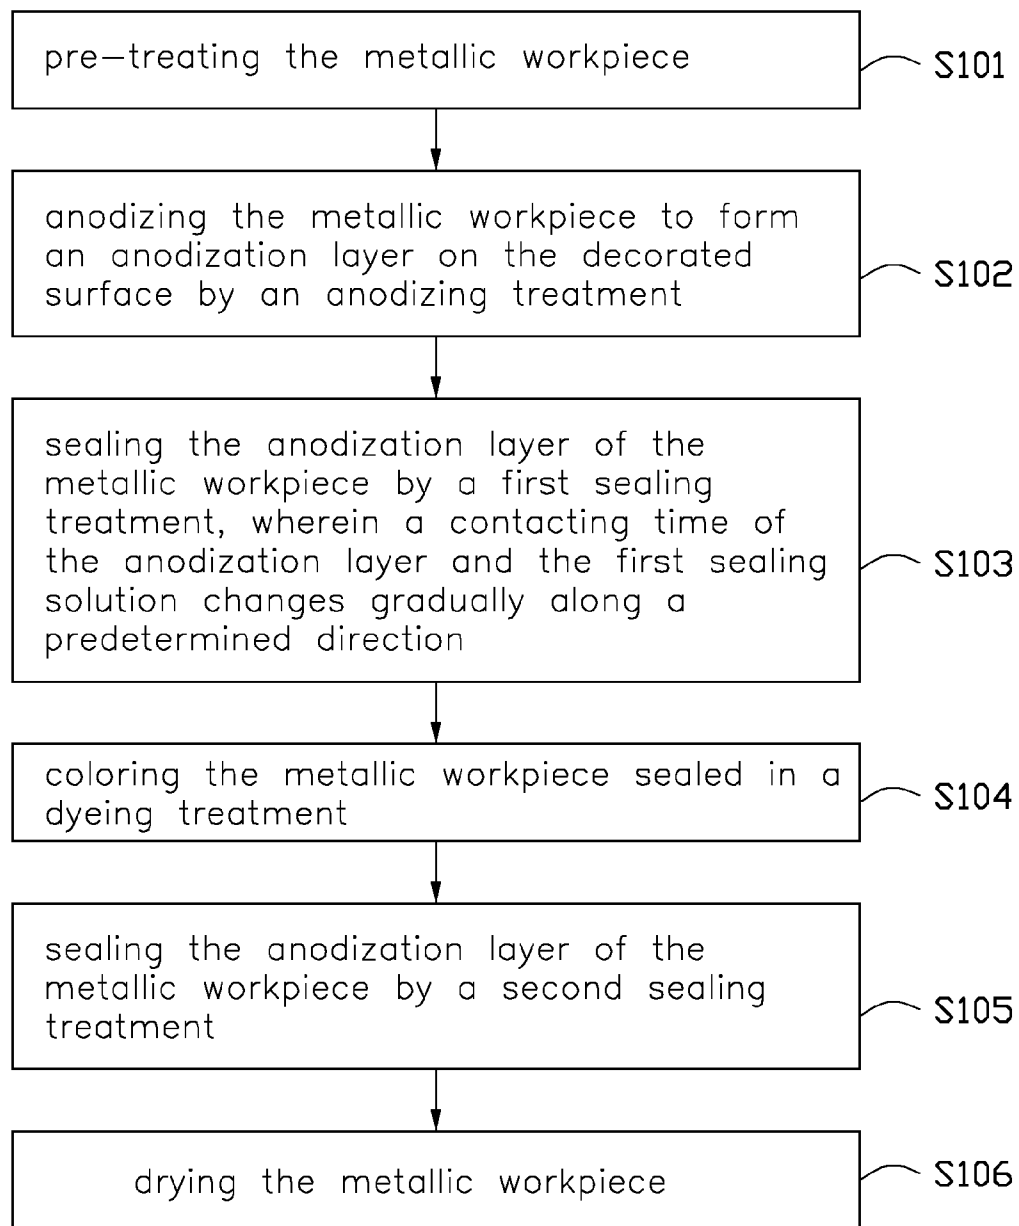 pre-treating the metallic workpiece
S101
anodizing the metallic workpiece to form
an anodization layer on the decorated
surface by an anodizing treatment
S102
sealing the anodization layer of the
metallic workpiece by a first sealing
treatment, wherein a contacting time of
the anodization layer and the first sealing
solution changes gradually along a
predetermined direction
S103
coloring the metallic workpiece sealed in a
dyeing treatment
S104
sealing the anodization layer of the
metallic workpiece by a second sealing
treatment
S105
drying the metallic workpiece
S106